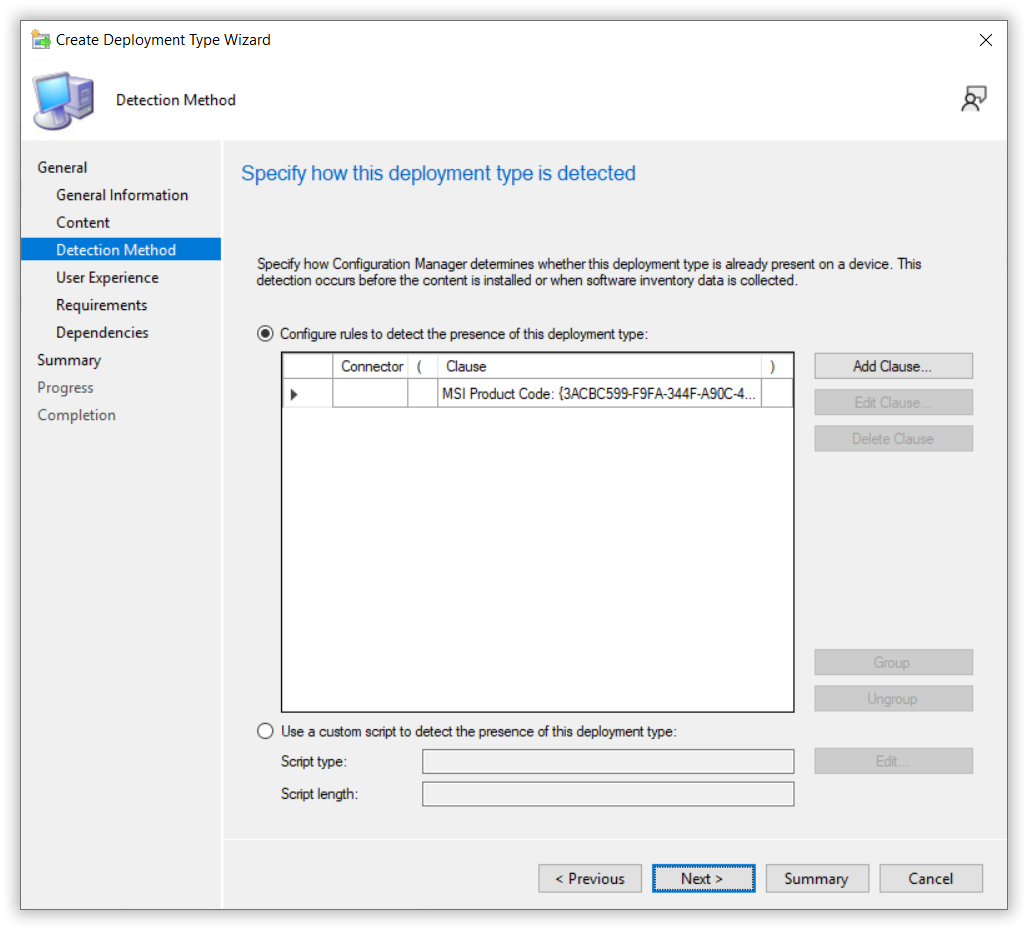 Create Deployment Type Wizard
Detection Method
General
General Information
Content
Detection Method
User Experience
Requirements
Dependencies
Summary
Progress
Completion
Specify how this deployment type is detected
Specify how Configuration Manager determines whether this deployment type is already present on a device. This
detection occurs before the content is installed or when software inventory data is collected.
Configure rules to detect the presence of this deployment type:
Connector ( Clause )
MSI Product Code: {3ACBC599-F9FA-344F-A90C-4...
Add Clause...
Edit Clause...
Delete Clause
Group
Ungroup
Use a custom script to detect the presence of this deployment type:
Script type:
Edit...
Script length:
< Previous Next > Summary Cancel